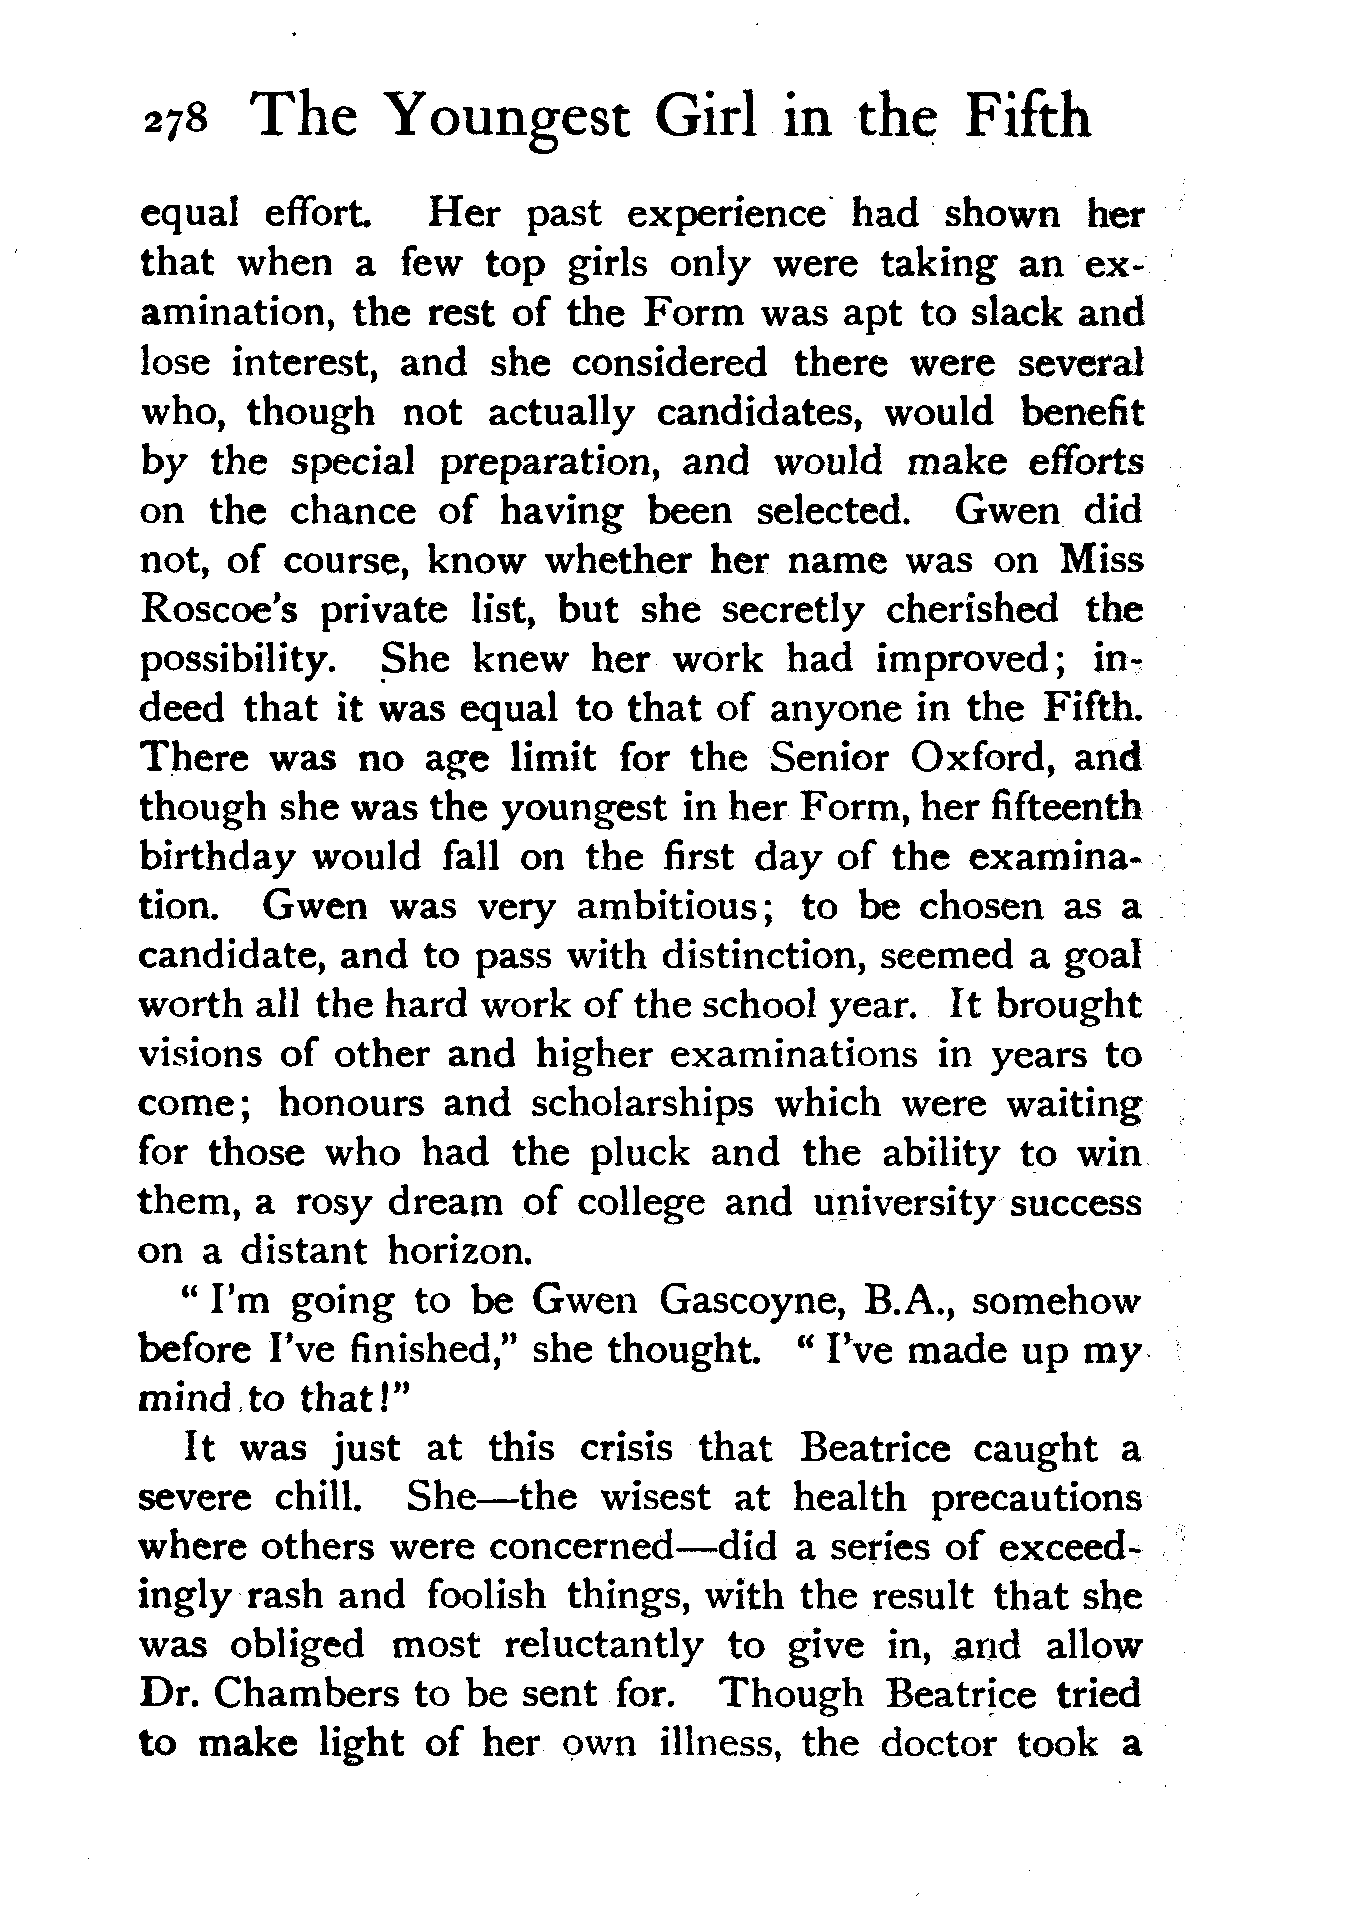 278 The Youngest Girl in the Fifth
equal effort. Her past experience had shown her
that when a few top girls only were taking an ex-
amination, the rest of the Form was apt to slack and
lose interest, and she considered there were several
who, though not actually candidates, would benefit
by the special preparation, and would make efforts
on the chance of having been selected. Gwen did
not, of course, know whether her name was on Miss
Roscoe's private list, but she secretly cherished the
possibility. She knew her work had improved; in-
deed that it was equal to that of anyone in the Fifth.
There was no age limit for the Senior Oxford, and
though she was the youngest in her Form, her fifteenth
birthday would fall on the first day of the examina-
tion. Gwen was very ambitious; to be chosen as a
candidate, and to pass with distinction, seemed a goal
worth all the hard work of the school year. It brought
visions of other and higher examinations in years to
come; honours and scholarships which were waiting
for those who had the pluck and the ability to win
them, a rosy dream of college and university success
on a distant horizon.
“ I'm going to be Gwen Gascoyne, B.A., somehow
before I've finished,” she thought. “ I've made up my
mind to that!”
It was just at this crisis that Beatrice caught a
severe chill. She—the wisest at health precautions
where others were concerned—did a series of exceed-
ingly rash and foolish things, with the result that she
was obliged most reluctantly to give in, and allow
Dr. Chambers to be sent for. Though Beatrice tried
to make light of her own illness, the doctor took a